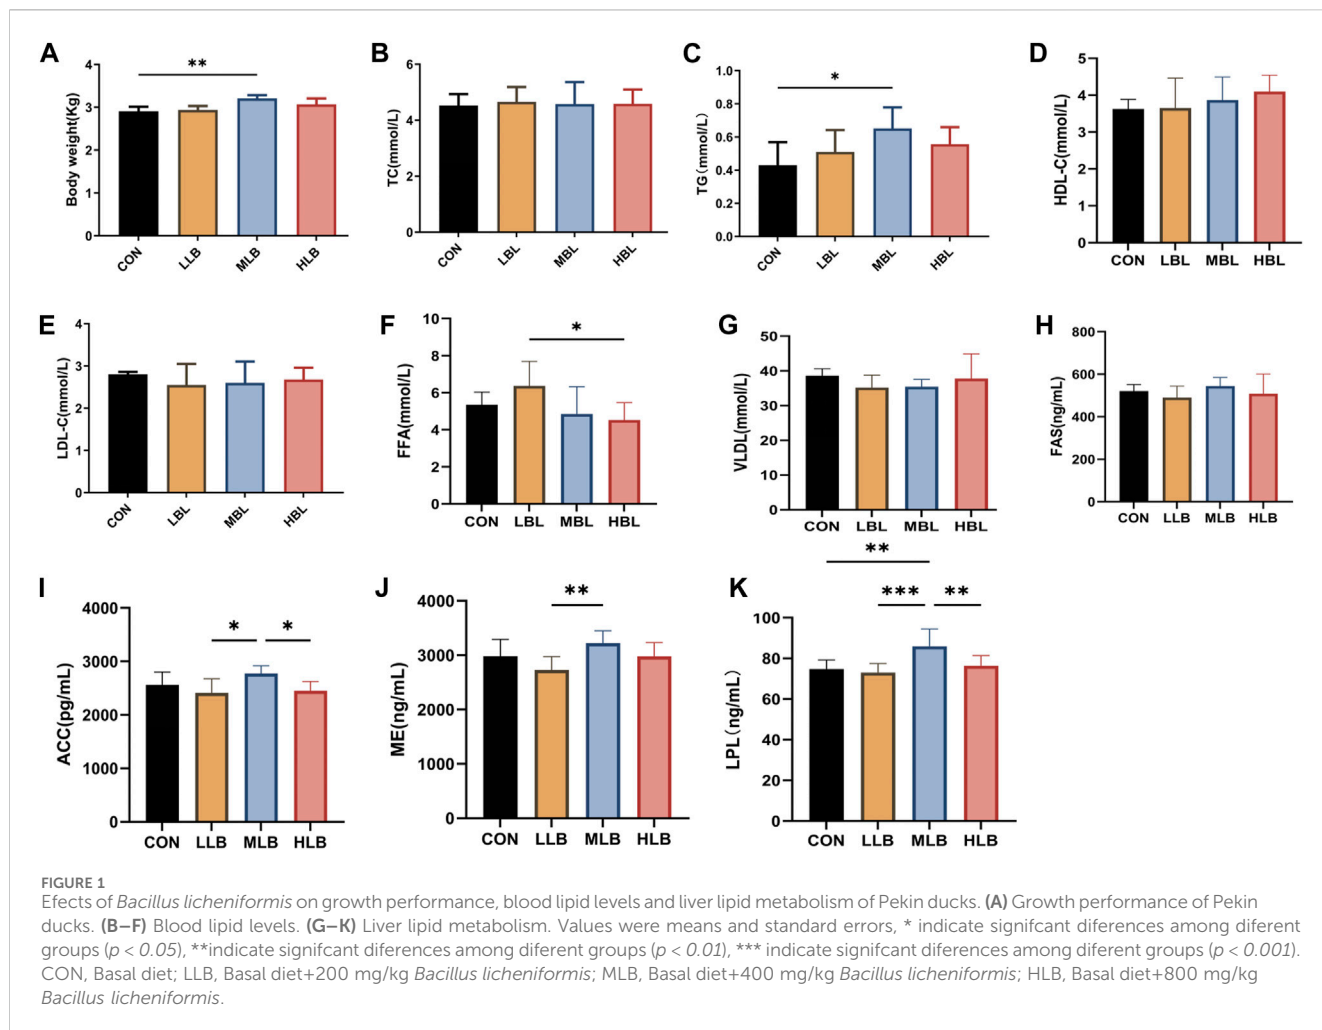 A
**
Body weight(Kg)
4
3
2
1
0
CON
LLB
MLB
HLB
B
TC(mmol/L)
6
4
2
0
CON
LBL
MBL
HBL
C
*
TG(mmol/L)
1.0
0.8
0.6
0.4
0.2
0.0
CON
LBL
MBL
HBL
D
HDL-C(mmol/L)
5
4
3
2
1
0
CON LBL MBL HBL
E
LDL-C(mmol/L)
4
3
2
1
0
CON
LBL
MBL
HBL
F
*
FFA(mmol/L)
10
8
6
4
2
0
CON LBL MBL HBL
G
VLDL(mmol/L)
50
40
30
20
10
0
CON LBL MBL HBL
H
FAS(ng/mL)
800
600
400
200
0
CON LLB MLB HLB
I
* *
ACC(pg/mL)
4000
3000
2000
1000
0
CON LLB MLB HLB
J
**
ME(ng/mL)
4000
3000
2000
1000
0
CON LLB MLB HLB
K
**
*** **
LPL(ng/mL)
100
80
60
40
20
0
CON LLB MLB HLB
FIGURE 1
Efects of Bacillus licheniformis on growth performance, blood lipid levels and liver lipid metabolism of Pekin ducks. (A) Growth performance of Pekin
ducks. (B–F) Blood lipid levels. (G–K) Liver lipid metabolism. Values were means and standard errors, * indicate signifcant diferences among diferent
groups (p < 0.05), **indicate signifcant diferences among diferent groups (p < 0.01), *** indicate signifcant diferences among diferent groups (p < 0.001).
CON, Basal diet; LLB, Basal diet+200 mg/kg Bacillus licheniformis; MLB, Basal diet+400 mg/kg Bacillus licheniformis; HLB, Basal diet+800 mg/kg
Bacillus licheniformis.